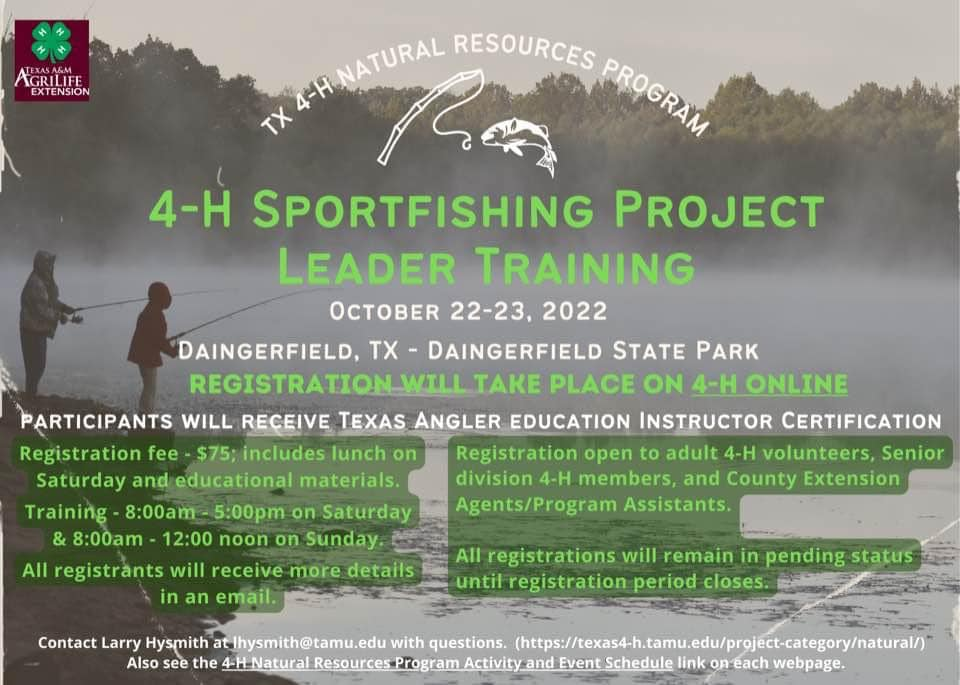 H H H H
TEXAS A&M
AGRILIFE
EXTENSION
TX 4-H NATURAL RESOURCES PROGRAM
4-H SPORTFISHING PROJECT
LEADER TRAINING
OCTOBER 22-23, 2022
DAINGERFIELD, TX - DAINGERFIELD STATE PARK
REGISTRATION WILL TAKE PLACE ON 4-H ONLINE
PARTICIPANTS WILL RECEIVE TEXAS ANGLER EDUCATION INSTRUCTOR CERTIFICATION
Registration fee - $75; includes lunch on
Saturday and educational materials.
Training - 8:00am - 5:00pm on Saturday
& 8:00am - 12:00 noon on Sunday.
All registrants will receive more details
in an email.
Registration open to adult 4-H volunteers, Senior
division 4-H members, and County Extension
Agents/Program Assistants.
All registrations will remain in pending status
until registration period closes.
Contact Larry Hysmith at lhysmith@tamu.edu with questions. (https://texas4-h.tamu.edu/project-category/natural/)
Also see the 4-H Natural Resources Program Activity and Event Schedule link on each webpage.